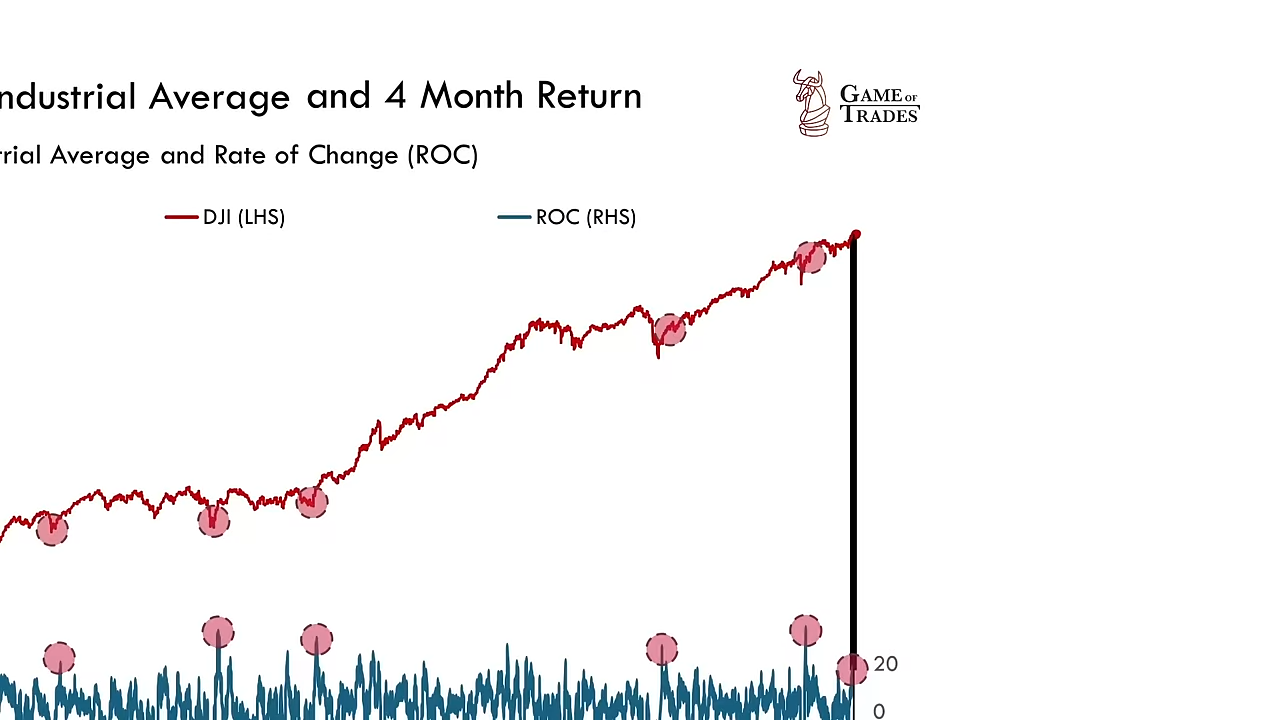 ndustrial Average and 4 Month Return
GAME OF
TRADES
trial Average and Rate of Change (ROC)
DJI (LHS)
ROC (RHS)
20
0